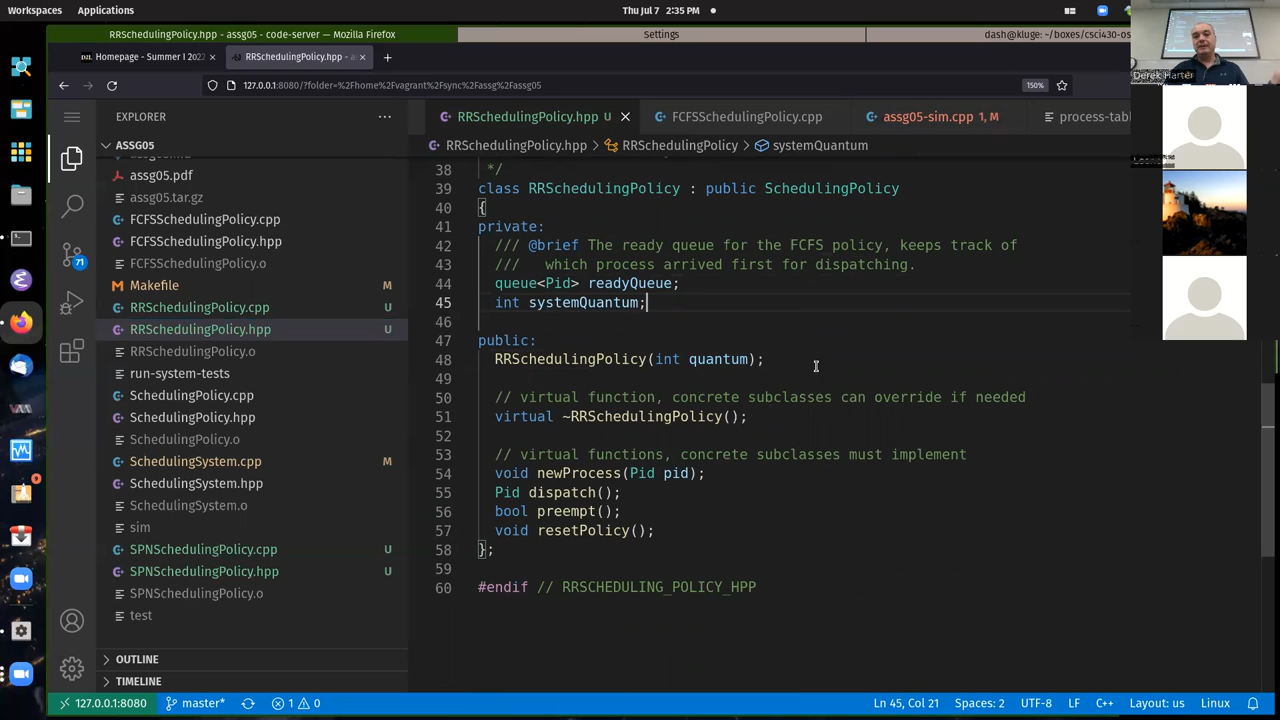 Workspaces Applications Thu Jul 7 2:35 PM
RRSchedulingPolicy.hpp - assg05 - code-server — Mozilla Firefox Settings dash@kluge: ~/boxes/csci430-os
Homepage - Summer I 2022 RRSchedulingPolicy.hpp - a
127.0.0.1:8080/?folder=%2Fhome%2Fvagrant%2Fsync%2Fassg%2Fassg05 150%
EXPLORER
ASSG05
assg05.pdf
assg05.tar.gz
FCFSSchedulingPolicy.cpp
FCFSSchedulingPolicy.hpp
FCFSSchedulingPolicy.o
Makefile M
RRSchedulingPolicy.cpp U
RRSchedulingPolicy.hpp U
RRSchedulingPolicy.o
run-system-tests
SchedulingPolicy.cpp
SchedulingPolicy.hpp
SchedulingPolicy.o
SchedulingSystem.cpp M
SchedulingSystem.hpp
SchedulingSystem.o
sim
SPNSchedulingPolicy.cpp U
SPNSchedulingPolicy.hpp U
SPNSchedulingPolicy.o
test
OUTLINE
TIMELINE
71
9
RRSchedulingPolicy.hpp U FCFSSchedulingPolicy.cpp assg05-sim.cpp 1, M process-tabl
RRSchedulingPolicy.hpp > RRSchedulingPolicy > systemQuantum
38 */
39 class RRSchedulingPolicy : public SchedulingPolicy
40 {
41 private:
42 /// @brief The ready queue for the FCFS policy, keeps track of
43 /// which process arrived first for dispatching.
44 queue<Pid> readyQueue;
45 int systemQuantum;
46
47 public:
48 RRSchedulingPolicy(int quantum);
49
50 // virtual function, concrete subclasses can override if needed
51 virtual ~RRSchedulingPolicy();
52
53 // virtual functions, concrete subclasses must implement
54 void newProcess(Pid pid);
55 Pid dispatch();
56 bool preempt();
57 void resetPolicy();
58 };
59
60 #endif // RRSCHEDULING_POLICY_HPP
Derek Harter
127.0.0.1:8080 master* 1 0 Ln 45, Col 21 Spaces: 2 UTF-8 LF C++ Layout: us Linux